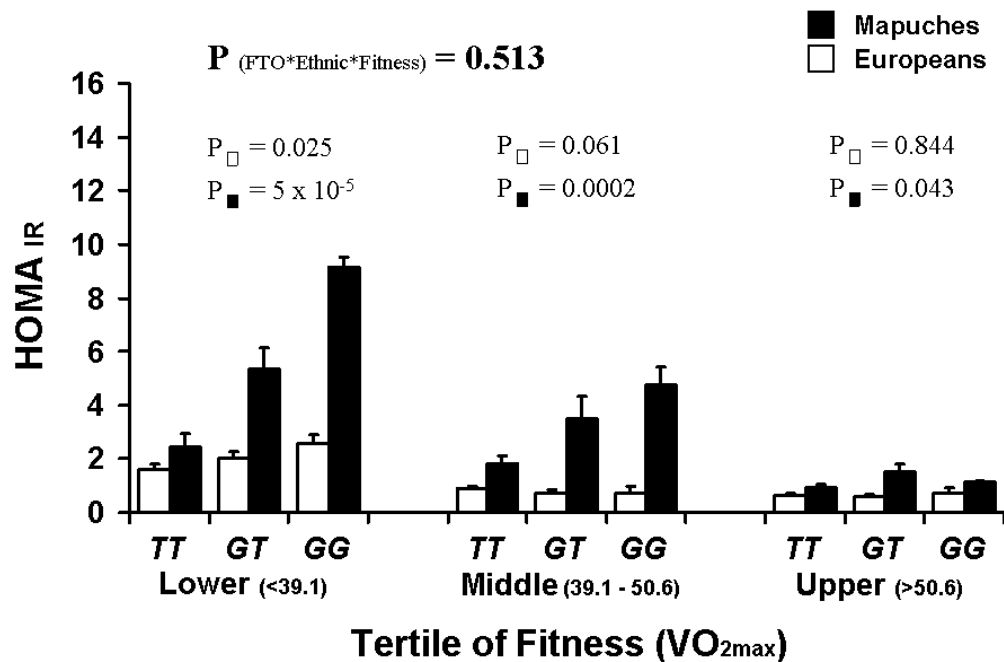 Mapuches
Europeans
P (FTO*Ethnic*Fitness) = 0.513
HOMA IR
16
14
12
10
8
6
4
2
0
P□ = 0.025
P■ = 5 x 10⁻⁵
P□ = 0.061
P■ = 0.0002
P□ = 0.844
P■ = 0.043
TT GT GG TT GT GG TT GT GG
Lower (<39.1) Middle (39.1 - 50.6) Upper (>50.6)
Tertile of Fitness (VO₂max)